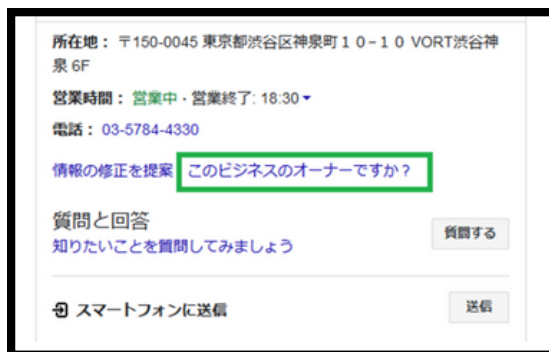 所在地： 〒150-0045 東京都渋谷区神泉町１０−１０ VORT渋谷神
泉 6F
営業時間： 営業中・営業終了: 18:30
電話： 03-5784-4330
情報の修正を提案 このビジネスのオーナーですか？
質問と回答
知りたいことを質問してみましょう
質問する
スマートフォンに送信
送信